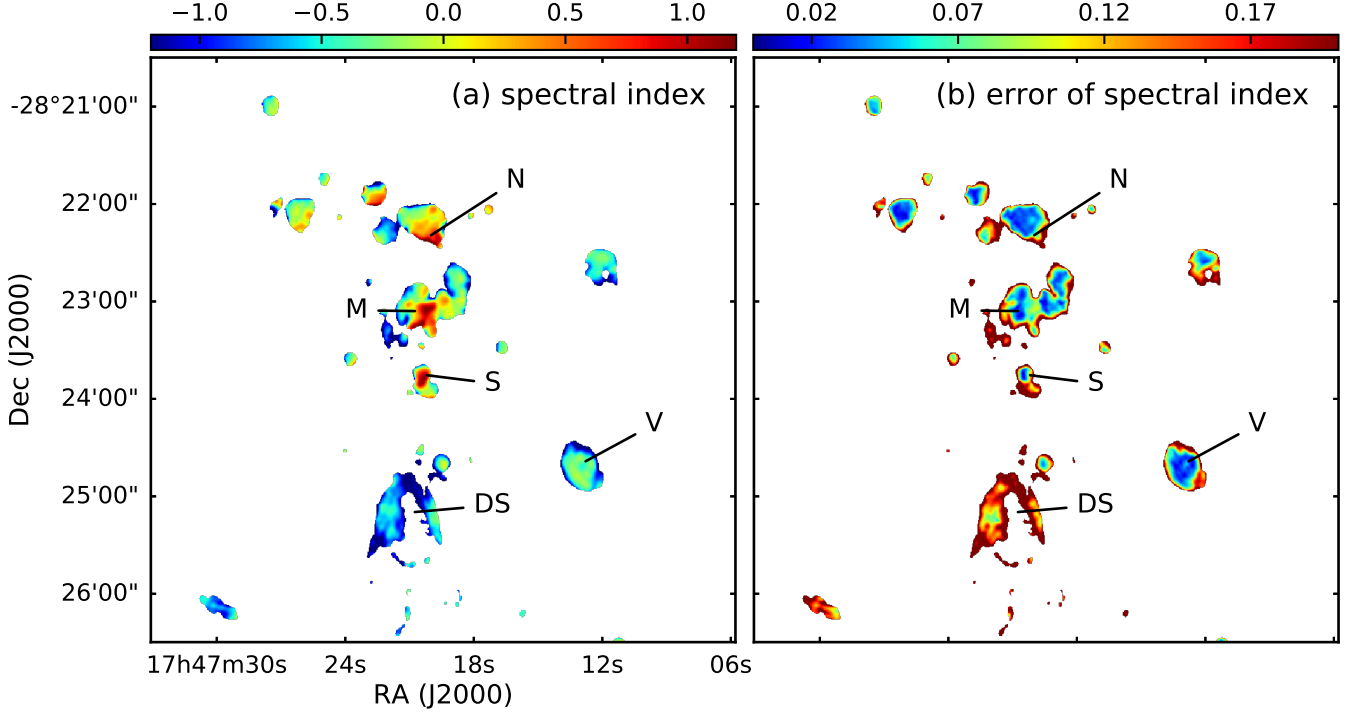 −1.0 −0.5 0.0 0.5 1.0 0.02 0.07 0.12 0.17
(a) spectral index (b) error of spectral index
-28°21'00"
N N
22'00"
23'00"
M M
S S
24'00"
V V
25'00"
DS DS
26'00"
17h47m30s 24s 18s 12s 06s
RA (J2000)
Dec (J2000)